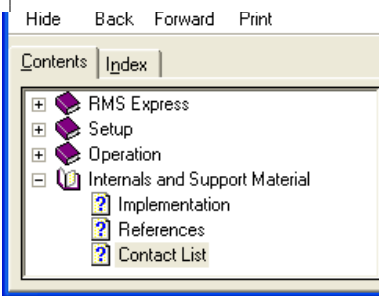 Hide Back Forward Print
Contents Index
RMS Express
Setup
Operation
Internals and Support Material
Implementation
References
Contact List